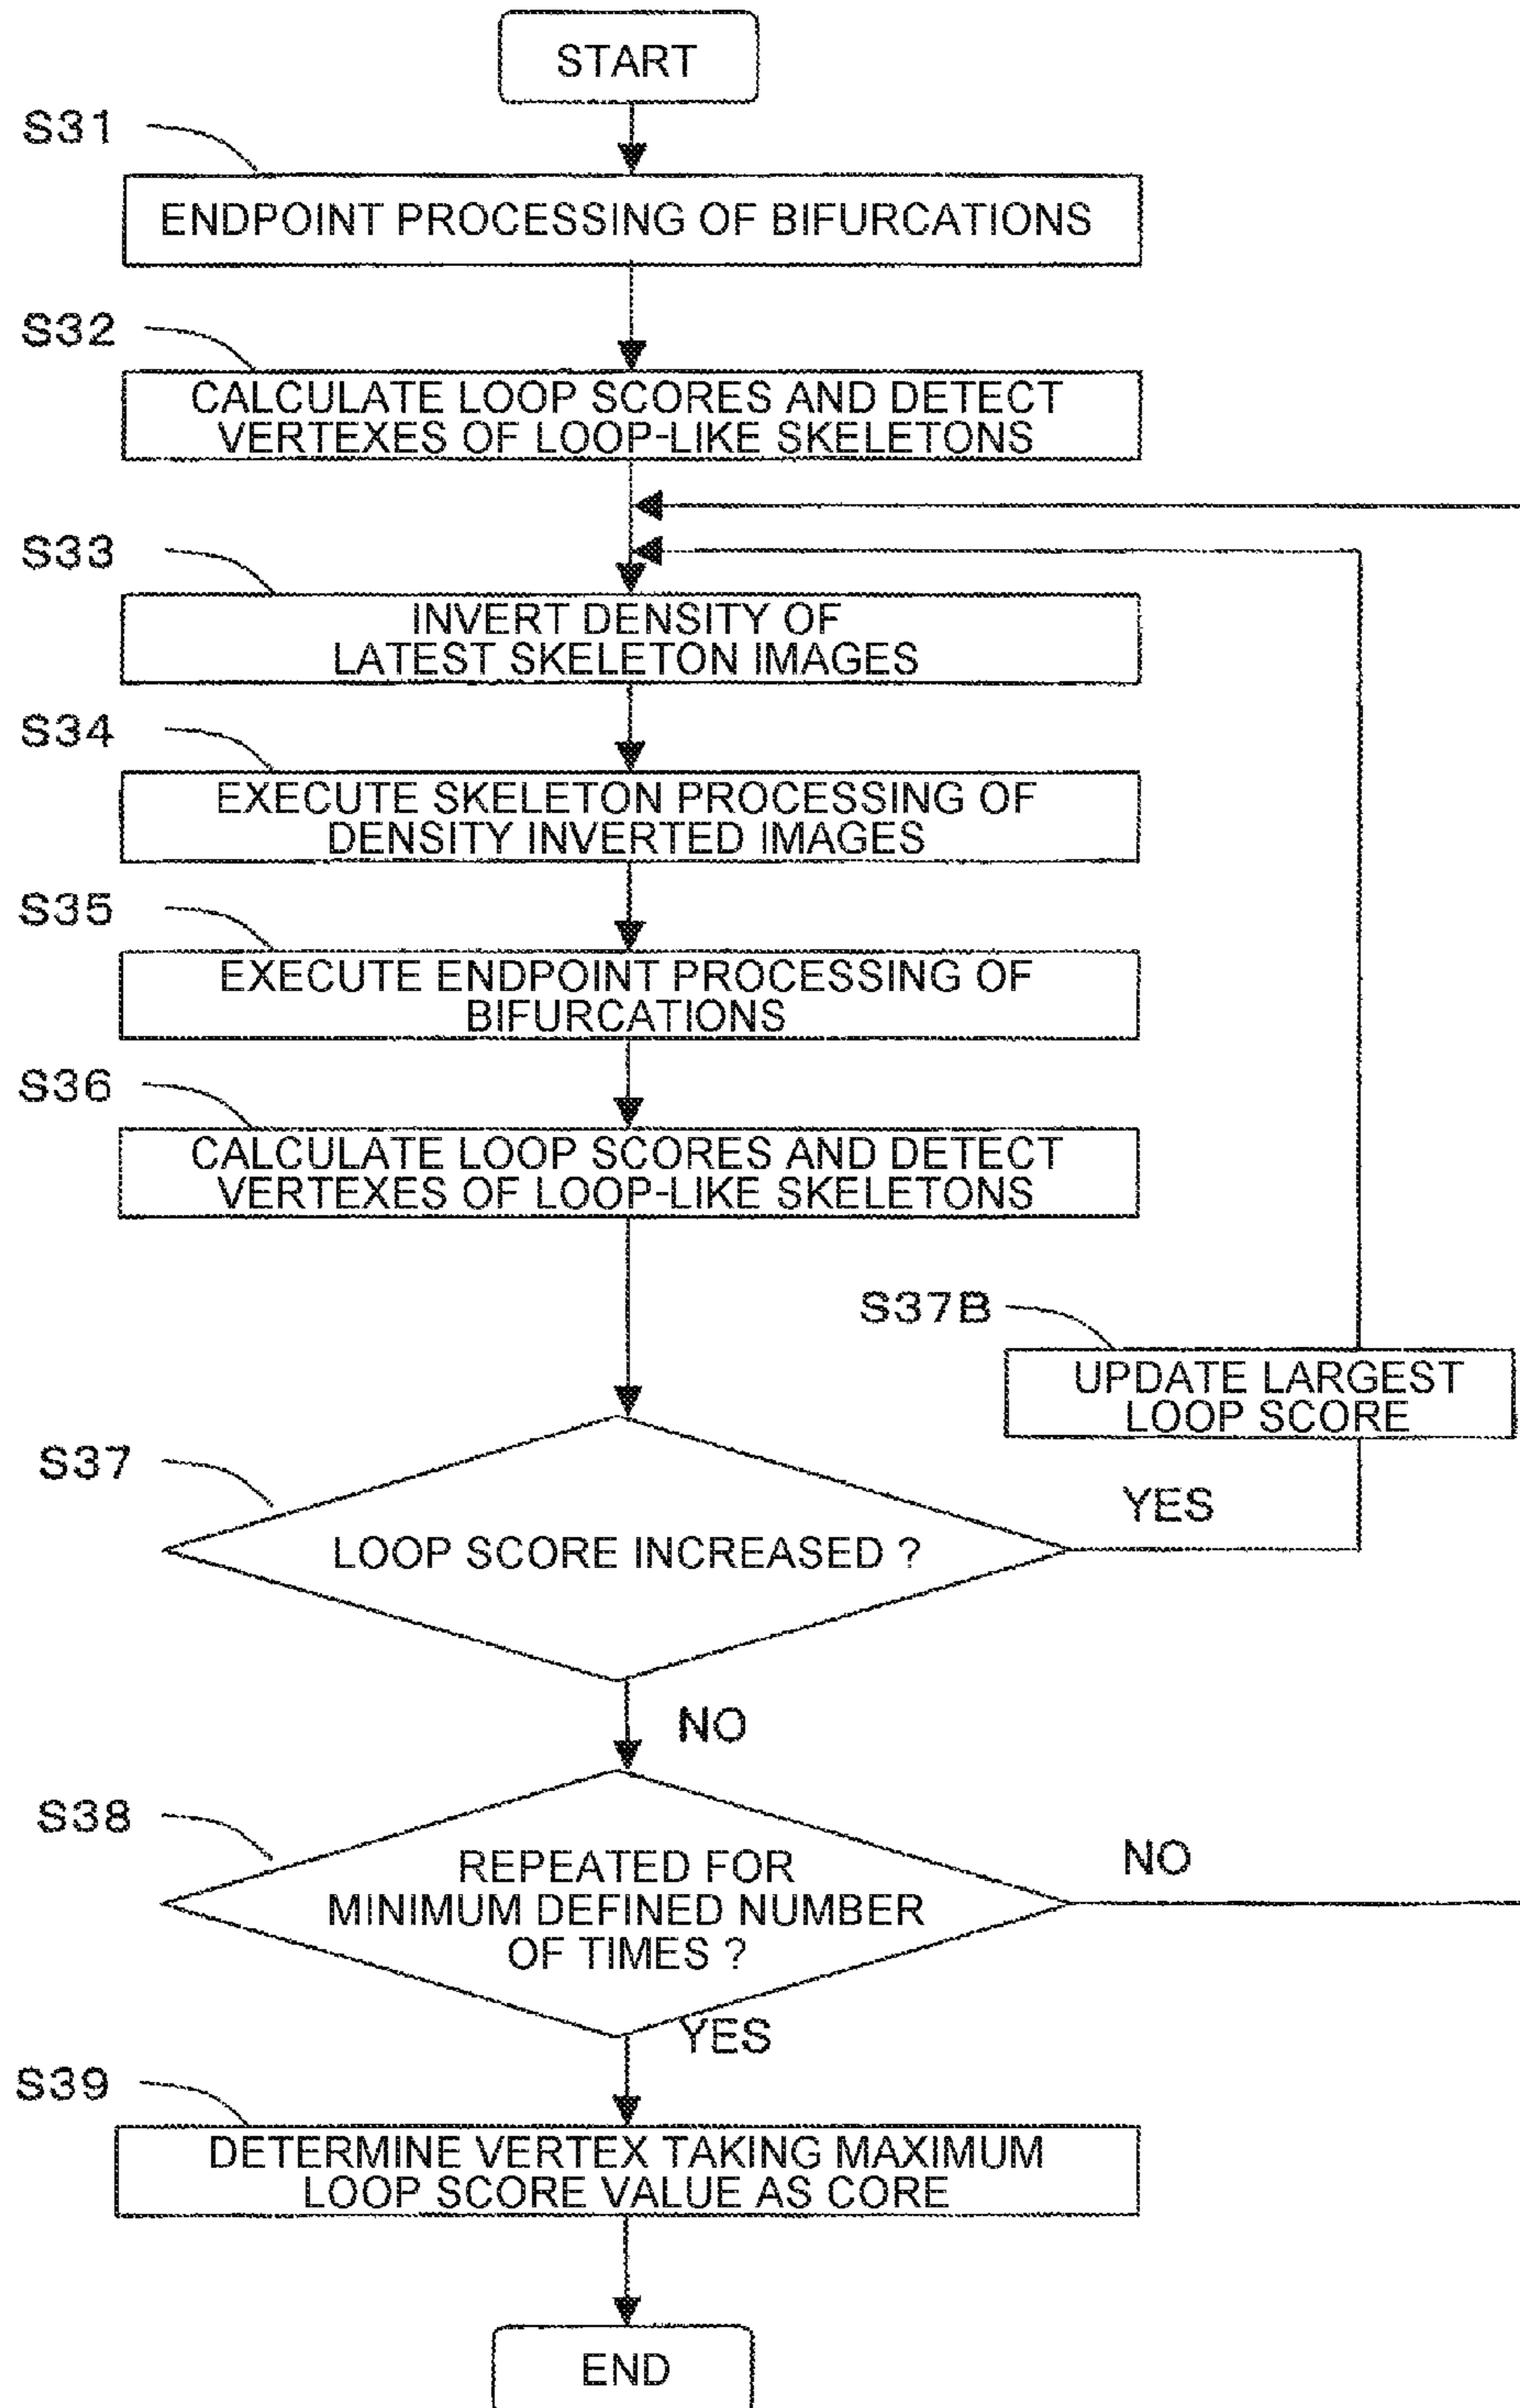 START
S31
ENDPOINT PROCESSING OF BIFURCATIONS
S32
CALCULATE LOOP SCORES AND DETECT
VERTEXES OF LOOP-LIKE SKELETONS
S33
INVERT DENSITY OF
LATEST SKELETON IMAGES
S34
EXECUTE SKELETON PROCESSING OF
DENSITY INVERTED IMAGES
S35
EXECUTE ENDPOINT PROCESSING OF
BIFURCATIONS
S36
CALCULATE LOOP SCORES AND DETECT
VERTEXES OF LOOP-LIKE SKELETONS
S37B
UPDATE LARGEST
LOOP SCORE
S37
LOOP SCORE INCREASED ?
YES
NO
S38
REPEATED FOR
MINIMUM DEFINED NUMBER
OF TIMES ?
NO
YES
S39
DETERMINE VERTEX TAKING MAXIMUM
LOOP SCORE VALUE AS CORE
END